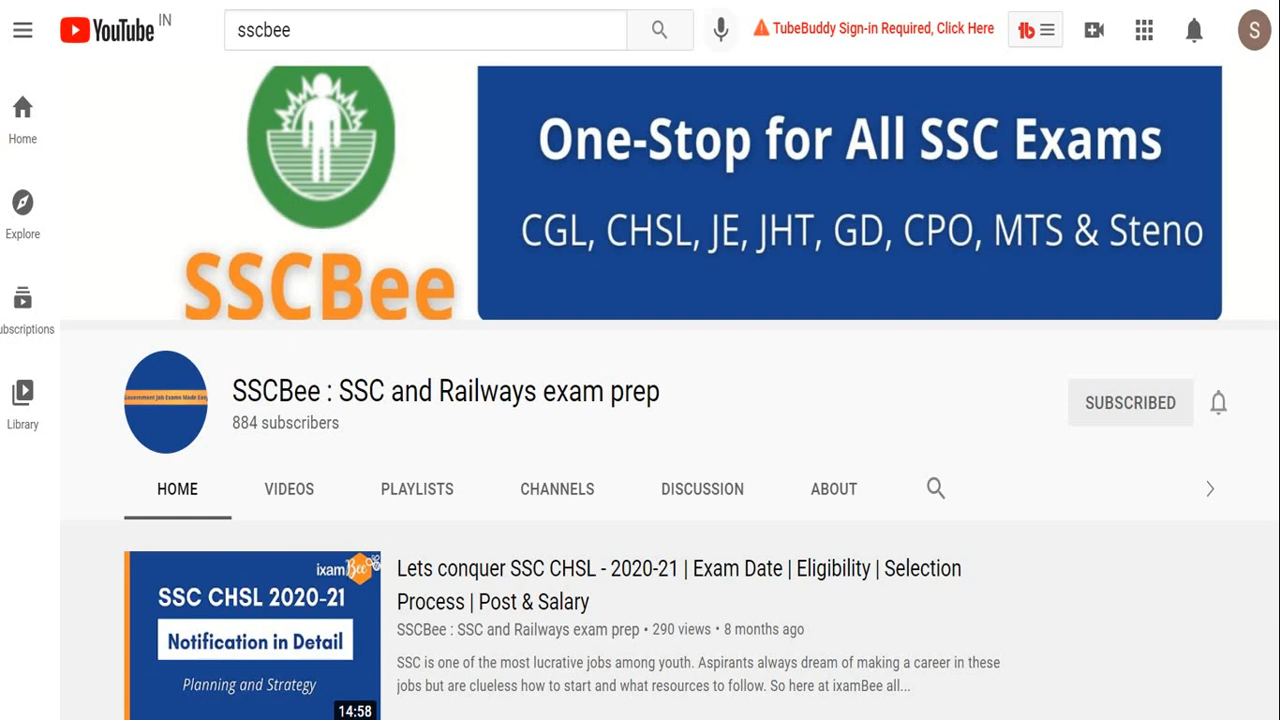 YouTube IN
sscbee
TubeBuddy Sign-in Required, Click Here
tb
S
Home
Explore
ubscriptions
Library
SSCBee
One-Stop for All SSC Exams
CGL, CHSL, JE, JHT, GD, CPO, MTS & Steno
Government Job Exams Made Easy
SSCBee : SSC and Railways exam prep
884 subscribers
SUBSCRIBED
HOME VIDEOS PLAYLISTS CHANNELS DISCUSSION ABOUT
ixamBee
SSC CHSL 2020-21
Notification in Detail
Planning and Strategy
14:58
Lets conquer SSC CHSL - 2020-21 | Exam Date | Eligibility | Selection
Process | Post & Salary
SSCBee : SSC and Railways exam prep • 290 views • 8 months ago
SSC is one of the most lucrative jobs among youth. Aspirants always dream of making a career in these
jobs but are clueless how to start and what resources to follow. So here at ixamBee all...